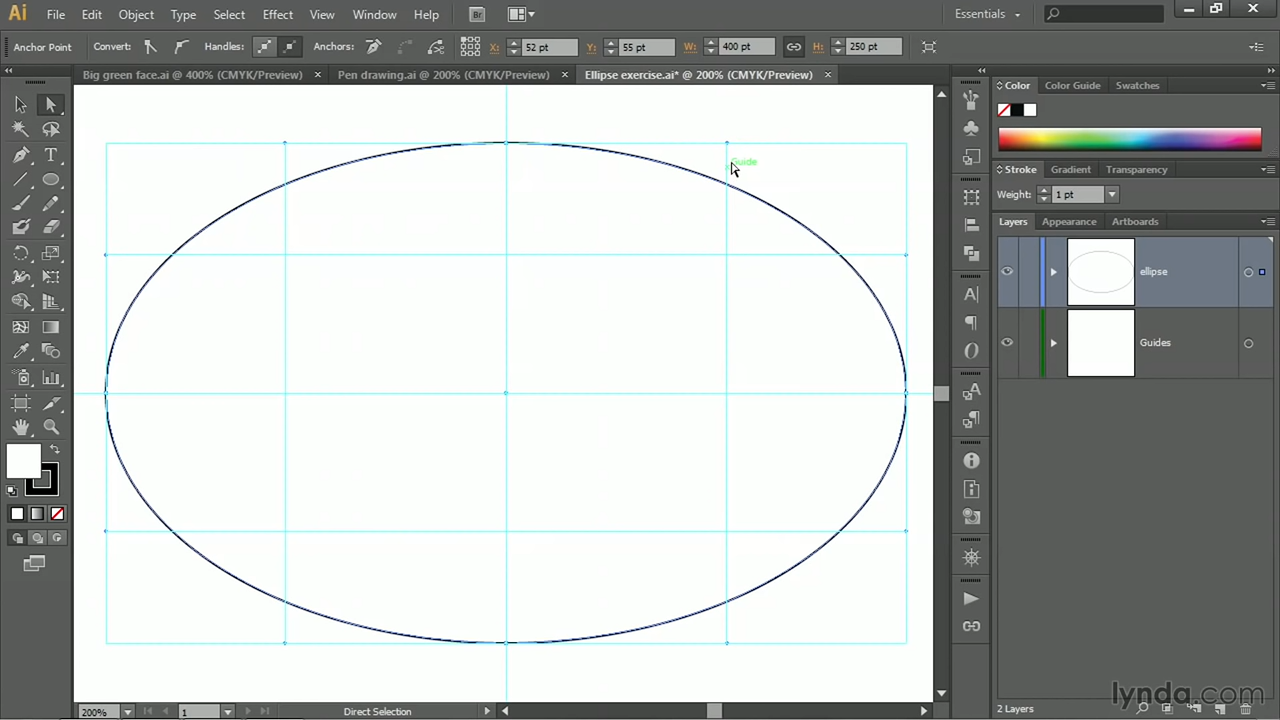 Ai File Edit Object Type Select Effect View Window Help Br Essentials
Anchor Point Convert: Handles: Anchors: X: 52 pt Y: 55 pt W: 400 pt H: 250 pt
Big green face.ai @ 400% (CMYK/Preview) × Pen drawing.ai @ 200% (CMYK/Preview) × Ellipse exercise.ai* @ 200% (CMYK/Preview) ×
Color Color Guide Swatches
Guide
Stroke Gradient Transparency
Weight: 1 pt
Layers Appearance Artboards
ellipse
Guides
lynda.com
200% 1 Direct Selection 2 Layers